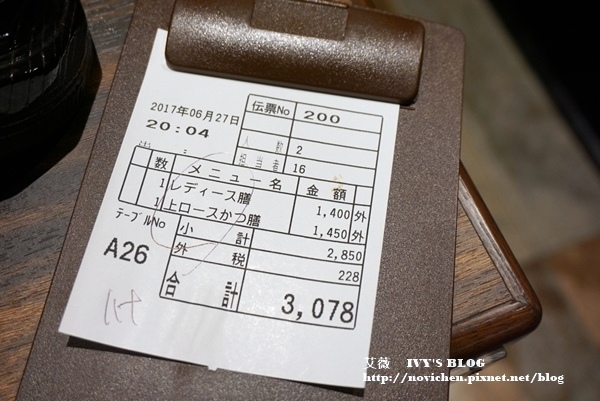 伝票No 200
2017年06月27日
20:04
人数 2
担当者 16
数 メニュー名 金額
1 レディース膳 1,400 外
1 上ロースかつ膳 1,450 外
テーブルNo 小計 2,850
A26 外税 228
合計 3,078
艾薇 IVY'S BLOG
http://novichen.pixnet.net/blog